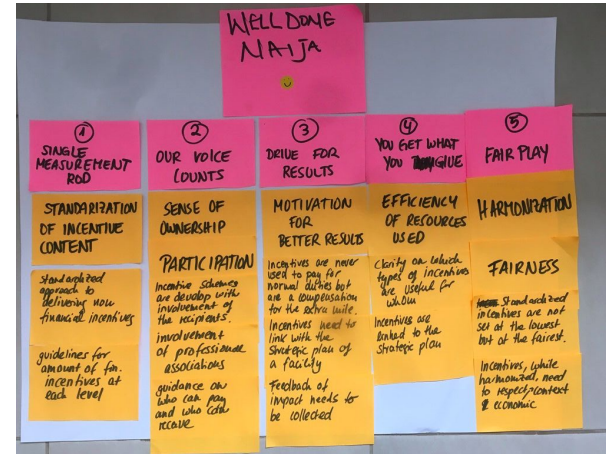 WELL DONE
NAIJA
1
SINGLE
MEASUREMENT
ROD
STANDARIZATION
OF INCENTIVE
CONTENT
Standardized
approach to
delivering non
financial incentives
guidelines for
amount of fin.
incentives at
each level
2
OUR VOICE
COUNTS
SENSE OF
OWNERSHIP
PARTICIPATION
Incentive schemes
are develop with
involvement of
the recipients.
involvement
of professional
associations
guidance on
who can pay
and who can
receive
3
DRIVE FOR
RESULTS
MOTIVATION
FOR
BETTER RESULTS
Incentives are never
used to pay for
normal duties but
are a compensation
for the extra mile.
Incentives need to
link with the
Strategic plan of
a facility
Feedback of
impact needs to
be collected
4
YOU GET WHAT
YOU GIVE
EFFICIENCY
OF RESOURCES
USED
Clarity on which
types of incentives
are useful for
whom
Incentives are
linked to the
strategic plan
5
FAIR PLAY
HARMONIZATION
FAIRNESS
Standardized
incentives are not
set at the lowest
but at the fairest.
Incentives, while
harmonized, need
to respect context
& economic